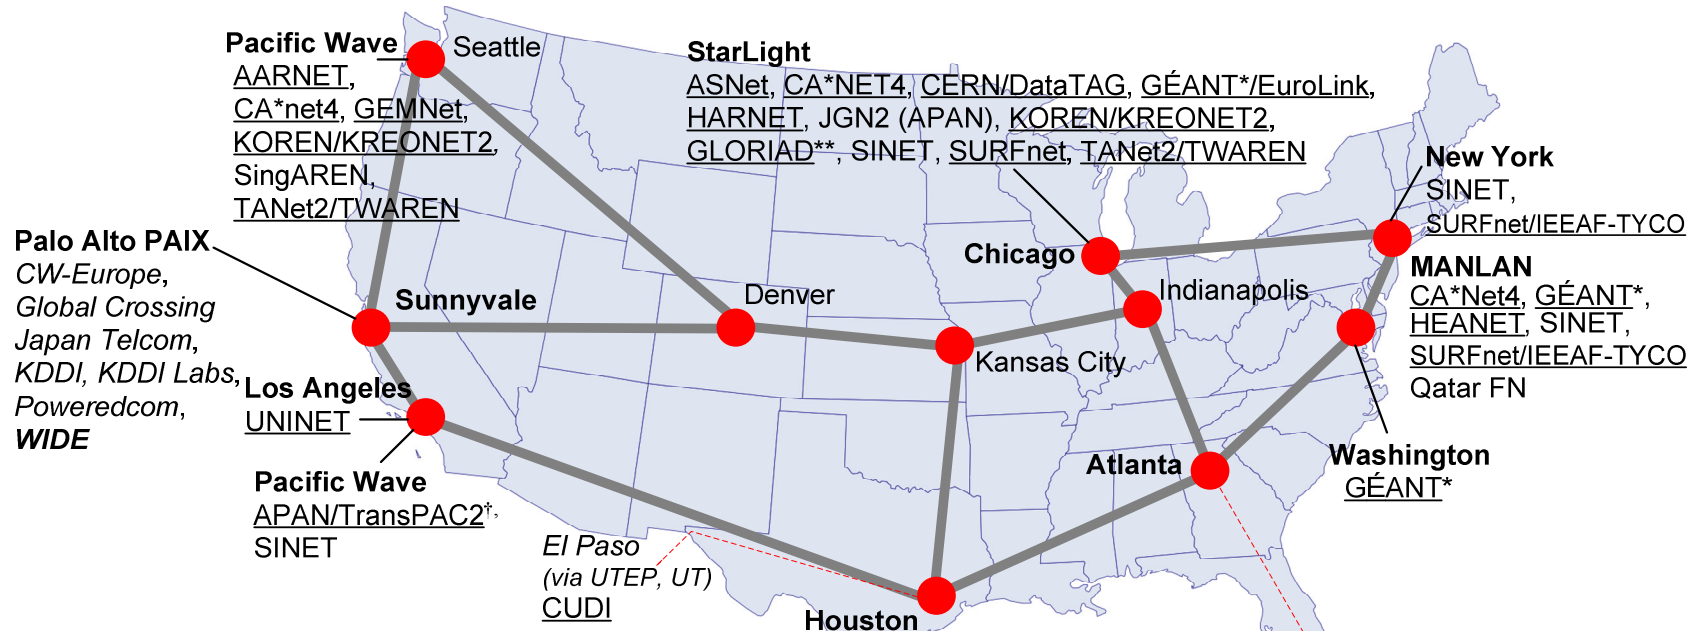 Pacific Wave
AARNET,
CA*net4, GEMNet,
KOREN/KREONET2,
SingAREN,
TANet2/TWAREN
Seattle
StarLight
ASNet, CA*NET4, CERN/DataTAG, GÉANT*/EuroLink,
HARNET, JGN2 (APAN), KOREN/KREONET2,
GLORIAD**, SINET, SURFnet, TANet2/TWAREN
New York
SINET,
SURFnet/IEEAF-TYCO
Palo Alto PAIX
CW-Europe,
Global Crossing
Japan Telcom,
KDDI, KDDI Labs,
Poweredcom,
WIDE
Sunnyvale
Denver
Chicago
Indianapolis
Kansas City
MANLAN
CA*Net4, GÉANT*,
HEANET, SINET,
SURFnet/IEEAF-TYCO
Qatar FN
Los Angeles
UNINET
Pacific Wave
APAN/TransPAC2†,
SINET
Atlanta
Washington
GÉANT*
El Paso
(via UTEP, UT)
CUDI
Houston